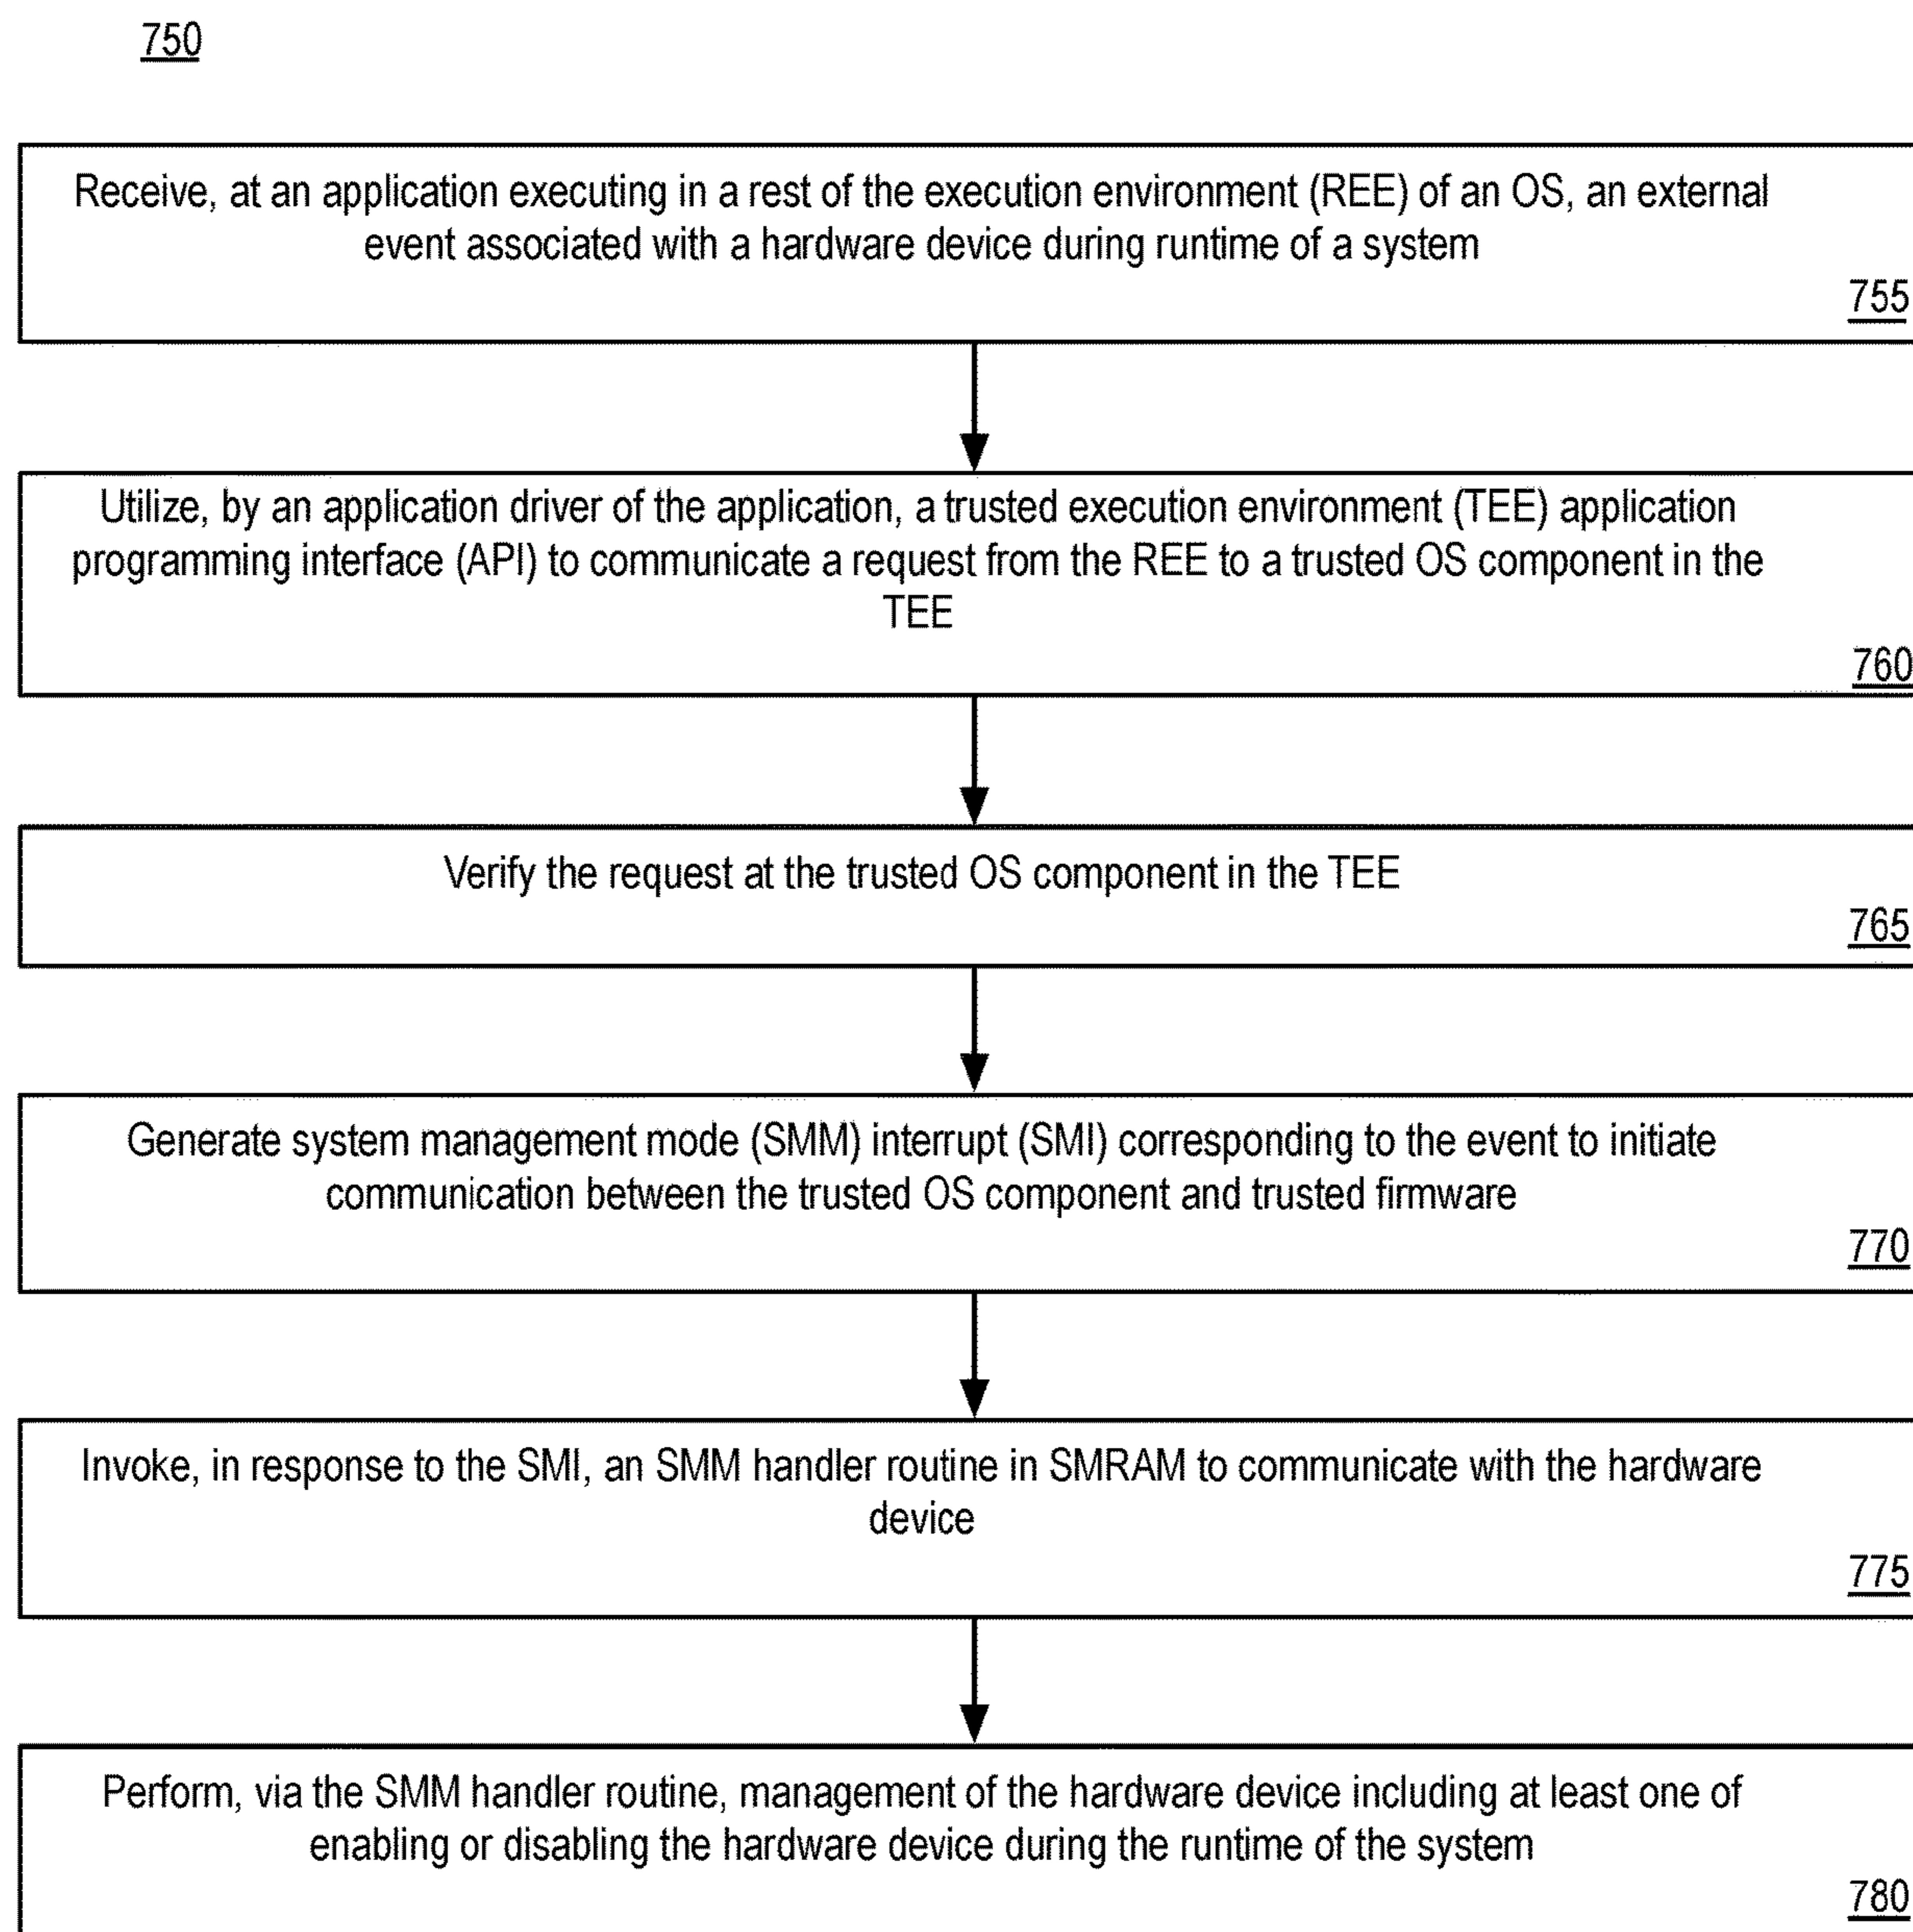 750
Receive, at an application executing in a rest of the execution environment (REE) of an OS, an external
event associated with a hardware device during runtime of a system
755
Utilize, by an application driver of the application, a trusted execution environment (TEE) application
programming interface (API) to communicate a request from the REE to a trusted OS component in the
TEE
760
Verify the request at the trusted OS component in the TEE
765
Generate system management mode (SMM) interrupt (SMI) corresponding to the event to initiate
communication between the trusted OS component and trusted firmware
770
Invoke, in response to the SMI, an SMM handler routine in SMRAM to communicate with the hardware
device
775
Perform, via the SMM handler routine, management of the hardware device including at least one of
enabling or disabling the hardware device during the runtime of the system
780